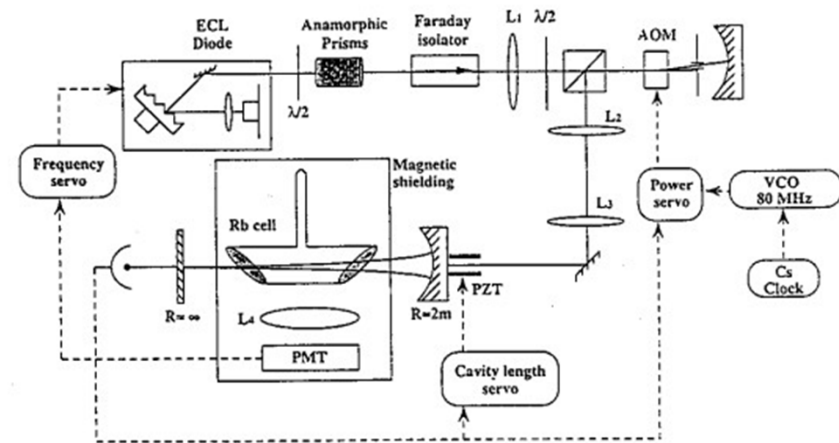 ECL
Diode
Anamorphic
Prisms
Faraday
isolator
L1
λ/2
AOM
λ/2
L2
Frequency
servo
Magnetic
shielding
Rb cell
L3
Power
servo
VCO
80 MHz
R=∞
L4
PMT
R=2m
PZT
Cs
Clock
Cavity length
servo